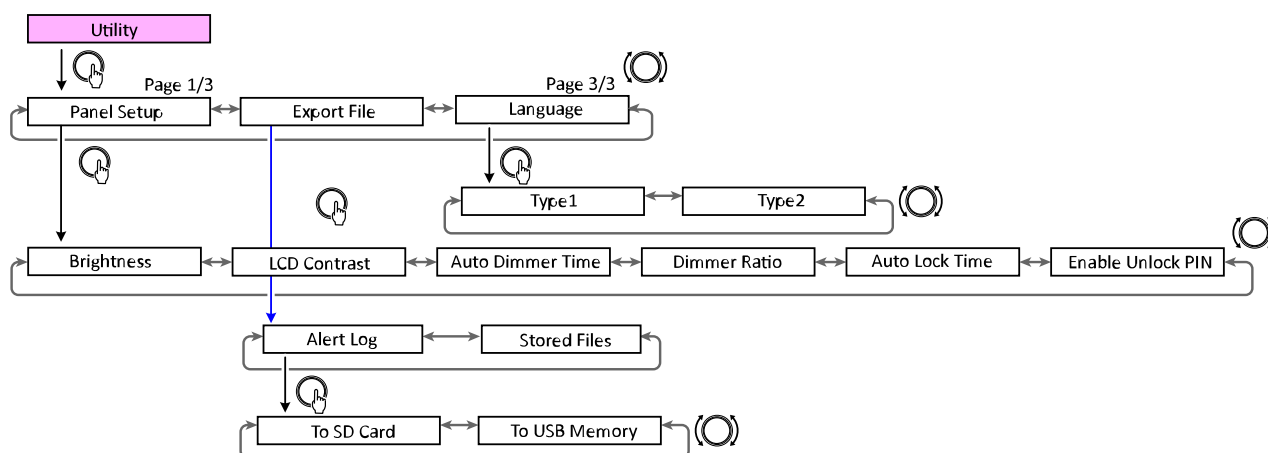 Utility
Page 1/3
Page 3/3
Panel Setup
Export File
Language
Type1
Type2
Brightness
LCD Contrast
Auto Dimmer Time
Dimmer Ratio
Auto Lock Time
Enable Unlock PIN
Alert Log
Stored Files
To SD Card
To USB Memory